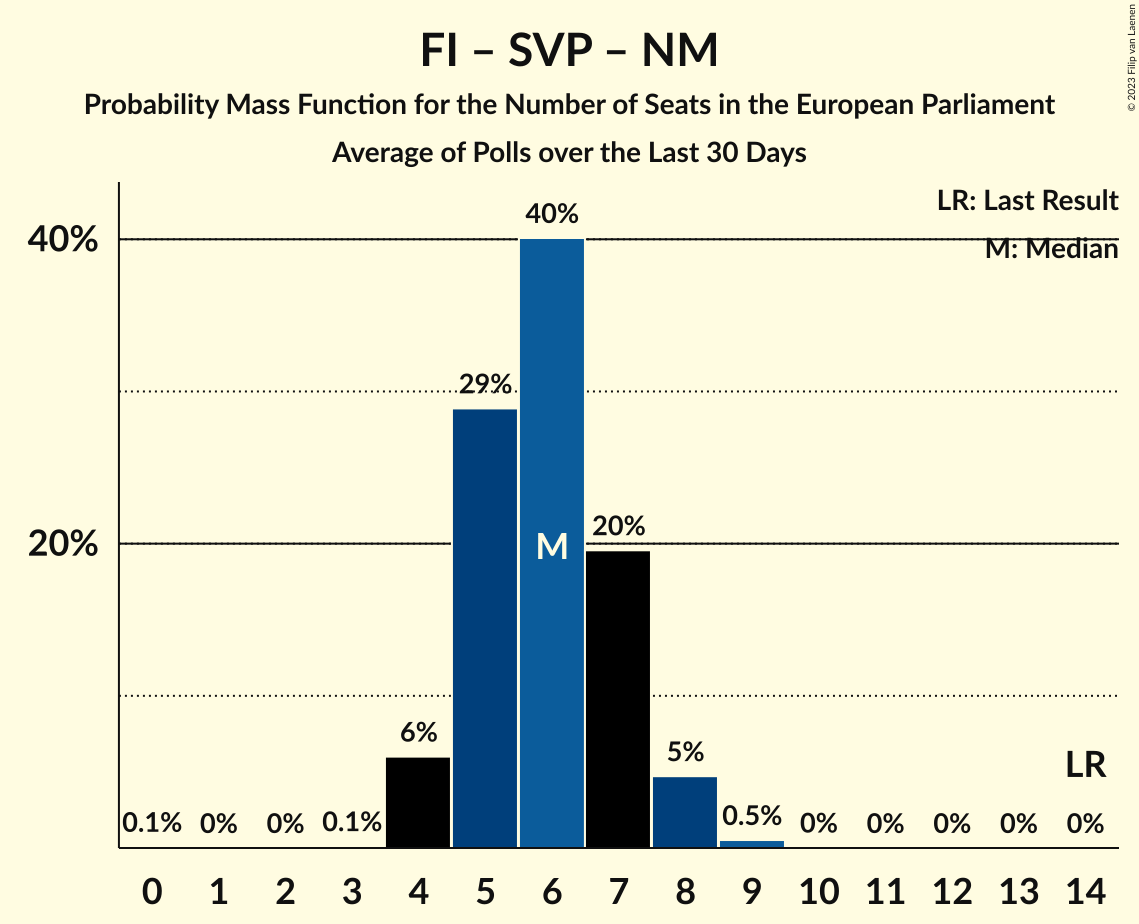 FI – SVP – NM
Probability Mass Function for the Number of Seats in the European Parliament
Average of Polls over the Last 30 Days
© 2023 Filip van Laenen
LR: Last Result
M: Median
40%
20%
0.1%
0%
0%
0.1%
6%
29%
40%
M
20%
5%
0.5%
0%
0%
0%
0%
0%
LR
0 1 2 3 4 5 6 7 8 9 10 11 12 13 14